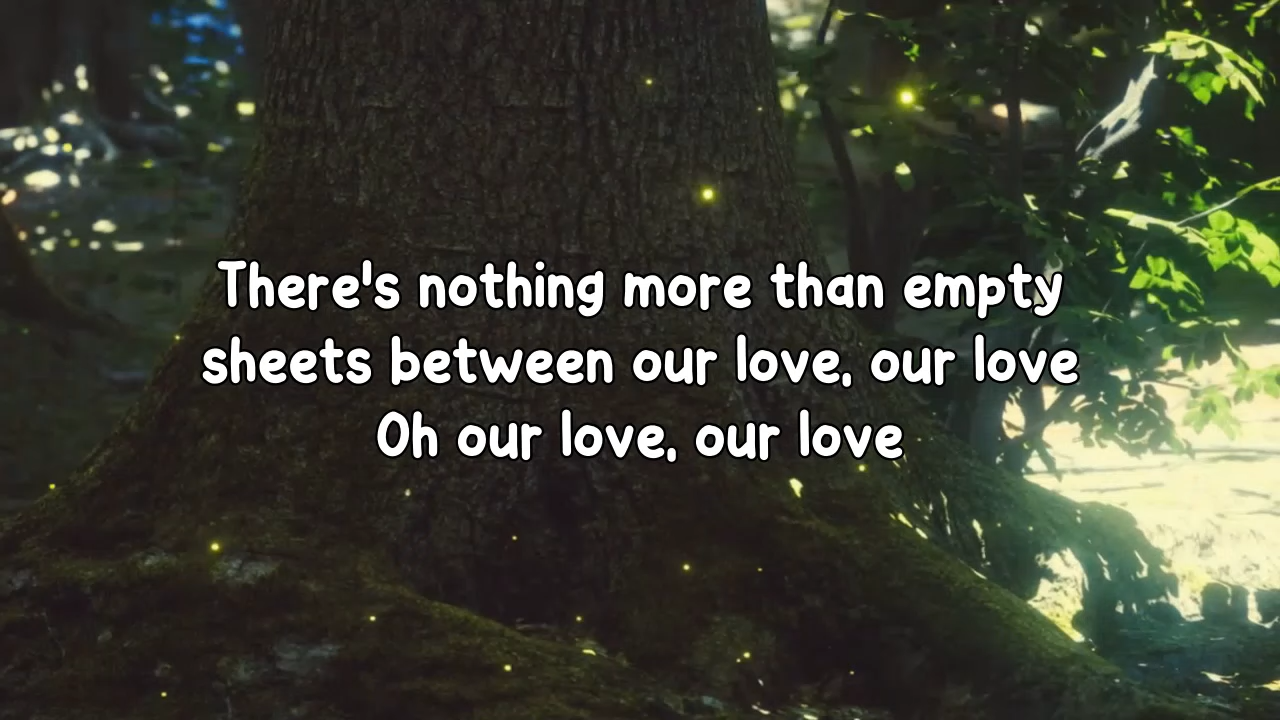 There's nothing more than empty
sheets between our love, our love
Oh our love, our love